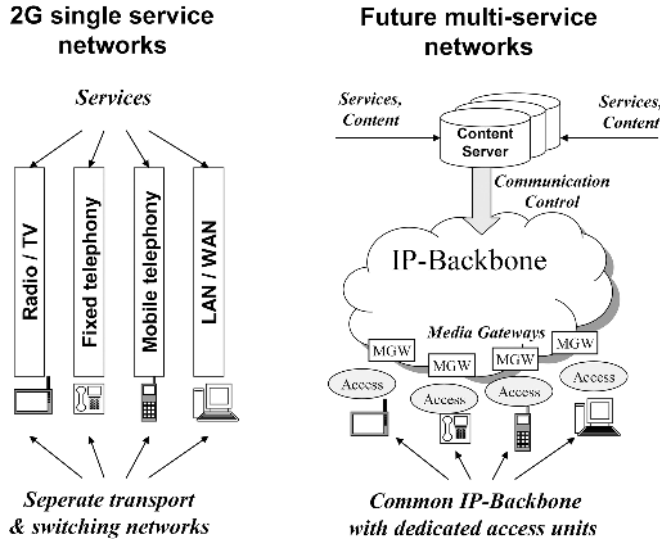 2G single service
networks
Services
Radio / TV
Fixed telephony
Mobile telephony
LAN / WAN
Seperate transport
& switching networks
Future multi-service
networks
Services,
Content
Content
Server
Services,
Content
Communication
Control
IP-Backbone
Media Gateways
MGW
MGW
MGW
MGW
Access
Access
Access
Access
Common IP-Backbone
with dedicated access units